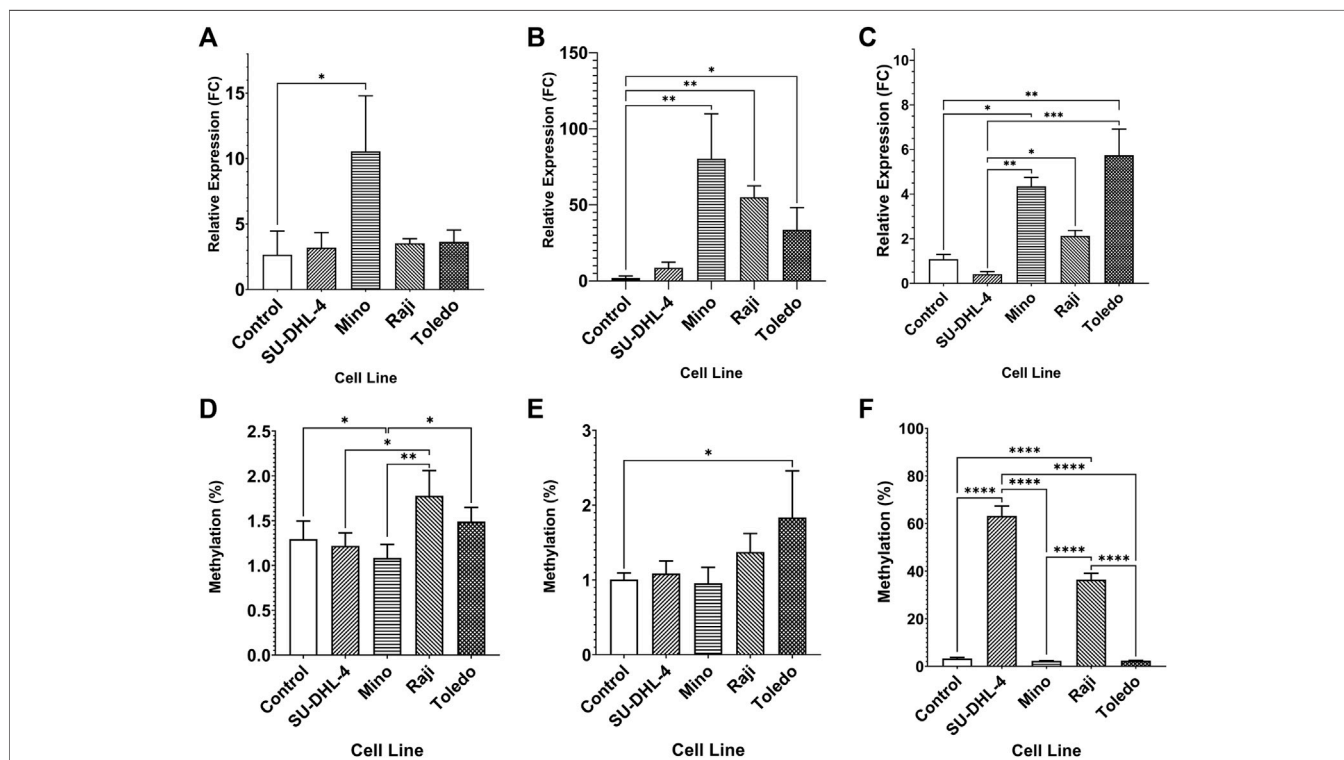 A
Relative Expression (FC)
15
10
5
0
*
Control
SU-DHL-4
Mino
Raji
Toledo
Cell Line
B
Relative Expression (FC)
150
100
50
0
*
**
**
Control
SU-DHL-4
Mino
Raji
Toledo
Cell Line
C
Relative Expression (FC)
10
8
6
4
2
0
**
*
***
*
**
Control
SU-DHL-4
Mino
Raji
Toledo
Cell Line
D
Methylation (%)
2.5
2.0
1.5
1.0
0.5
0.0
*
*
*
**
Control
SU-DHL-4
Mino
Raji
Toledo
Cell Line
E
Methylation (%)
3
2
1
0
*
Control
SU-DHL-4
Mino
Raji
Toledo
Cell Line
F
Methylation (%)
100
80
60
40
20
0
****
****
****
****
****
****
Control
SU-DHL-4
Mino
Raji
Toledo
Cell Line